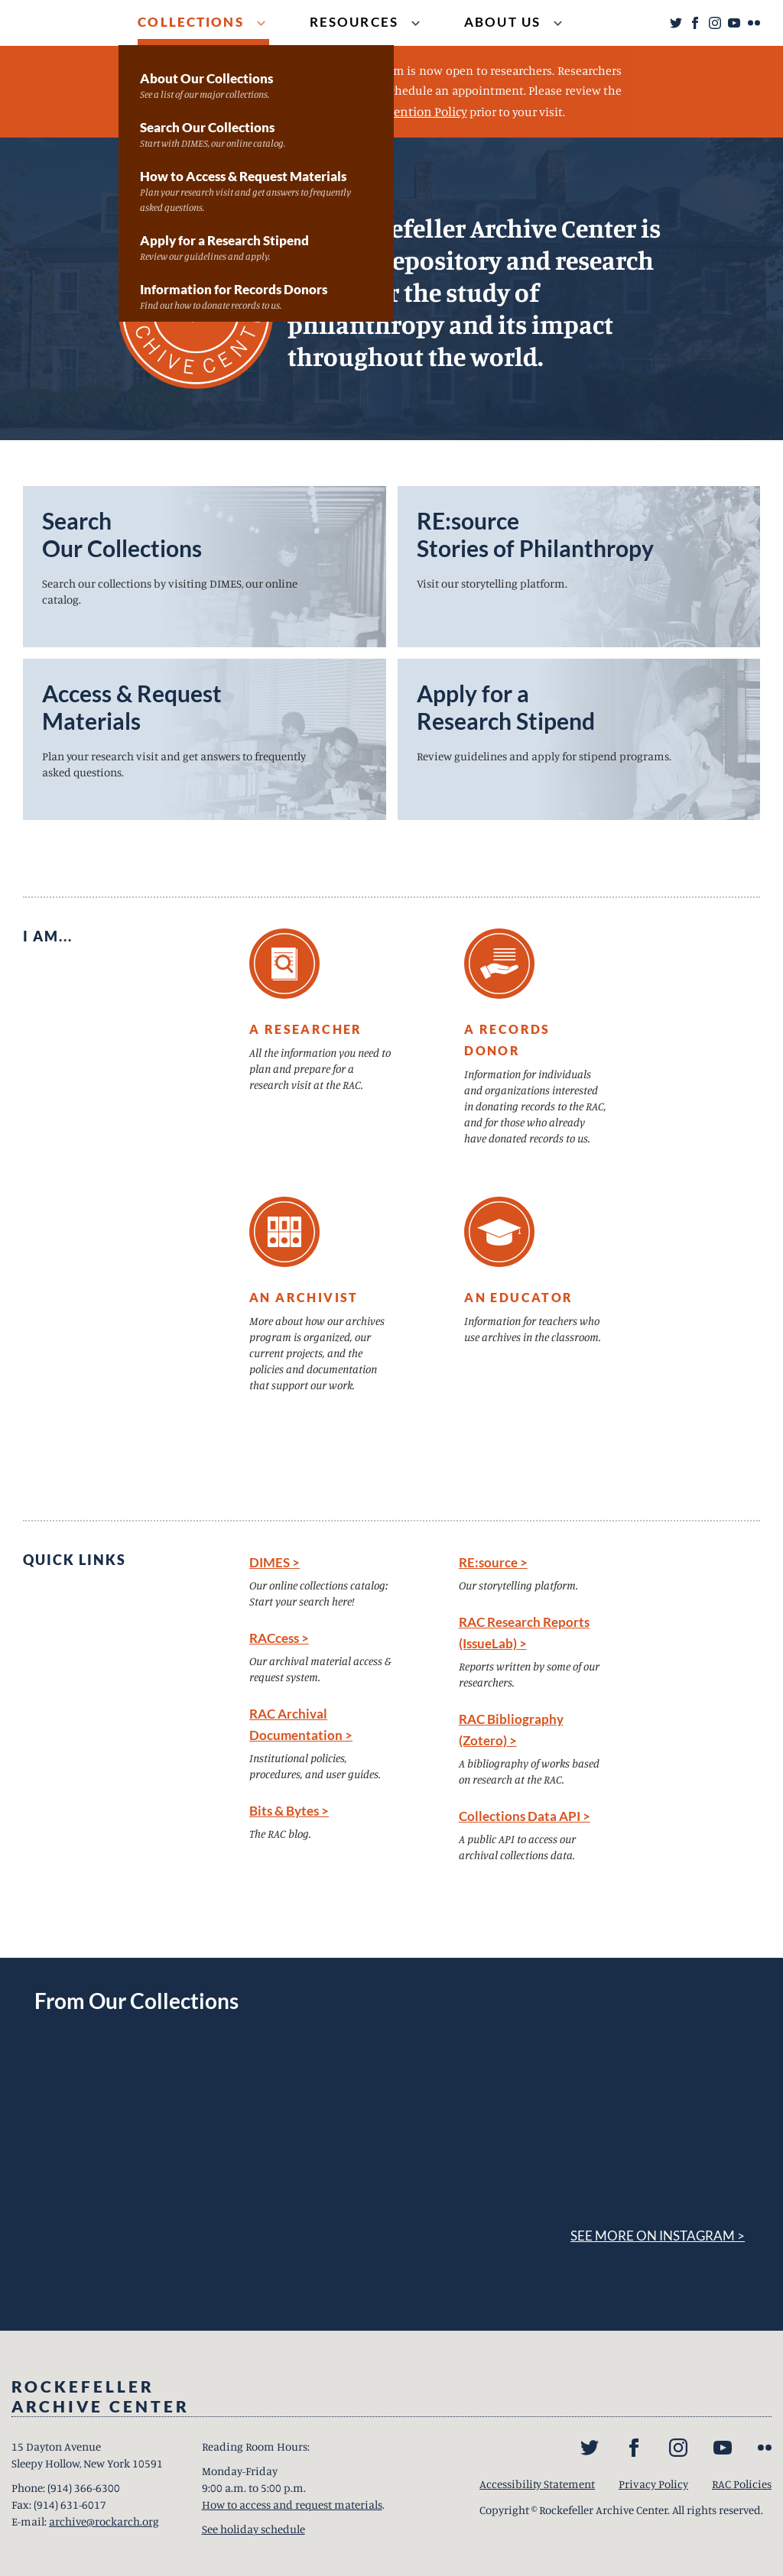 COLLECTIONS RESOURCES ABOUT US
About Our Collections
See a list of our major collections.
Search Our Collections
Start with DIMES, our online catalog.
How to Access & Request Materials
Plan your research visit and get answers to frequently
asked questions.
Apply for a Research Stipend
Review our guidelines and apply.
Information for Records Donors
Find out how to donate records to us.
is now open to researchers. Researchers
an appointment. Please review the
Policy prior to your visit.
Archive Center is
and research
the study of
philanthropy and its impact
throughout the world.
CENT
Search
Our Collections
Search our collections by visiting DIMES, our online
catalog.
RE:source
Stories of Philanthropy
Visit our storytelling platform.
Access & Request
Materials
Plan your research visit and get answers to frequently
asked questions.
Apply for a
Research Stipend
Review guidelines and apply for stipend programs.
I AM...
A RESEARCHER
All the information you need to
plan and prepare for a
research visit at the RAC.
A RECORDS
DONOR
Information for individuals
and organizations interested
in donating records to the RAC,
and for those who already
have donated records to us.
AN ARCHIVIST
More about how our archives
program is organized, our
current projects, and the
policies and documentation
that support our work.
AN EDUCATOR
Information for teachers who
use archives in the classroom.
QUICK LINKS
DIMES >
Our online collections catalog:
Start your search here!
RACcess >
Our archival material access &
request system.
RAC Archival
Documentation >
Institutional policies,
procedures, and user guides.
Bits & Bytes >
The RAC blog.
RE:source >
Our storytelling platform.
RAC Research Reports
(IssueLab) >
Reports written by some of our
researchers.
RAC Bibliography
(Zotero) >
A bibliography of works based
on research at the RAC.
Collections Data API >
A public API to access our
archival collections data.
From Our Collections
SEE MORE ON INSTAGRAM >
ROCKEFELLER
ARCHIVE CENTER
15 Dayton Avenue
Sleepy Hollow, New York 10591
Phone: (914) 366-6300
Fax: (914) 631-6017
E-mail: archive@rockarch.org
Reading Room Hours:
Monday-Friday
9:00 a.m. to 5:00 p.m.
How to access and request materials.
See holiday schedule
Accessibility Statement Privacy Policy RAC Policies
Copyright © Rockefeller Archive Center. All rights reserved.